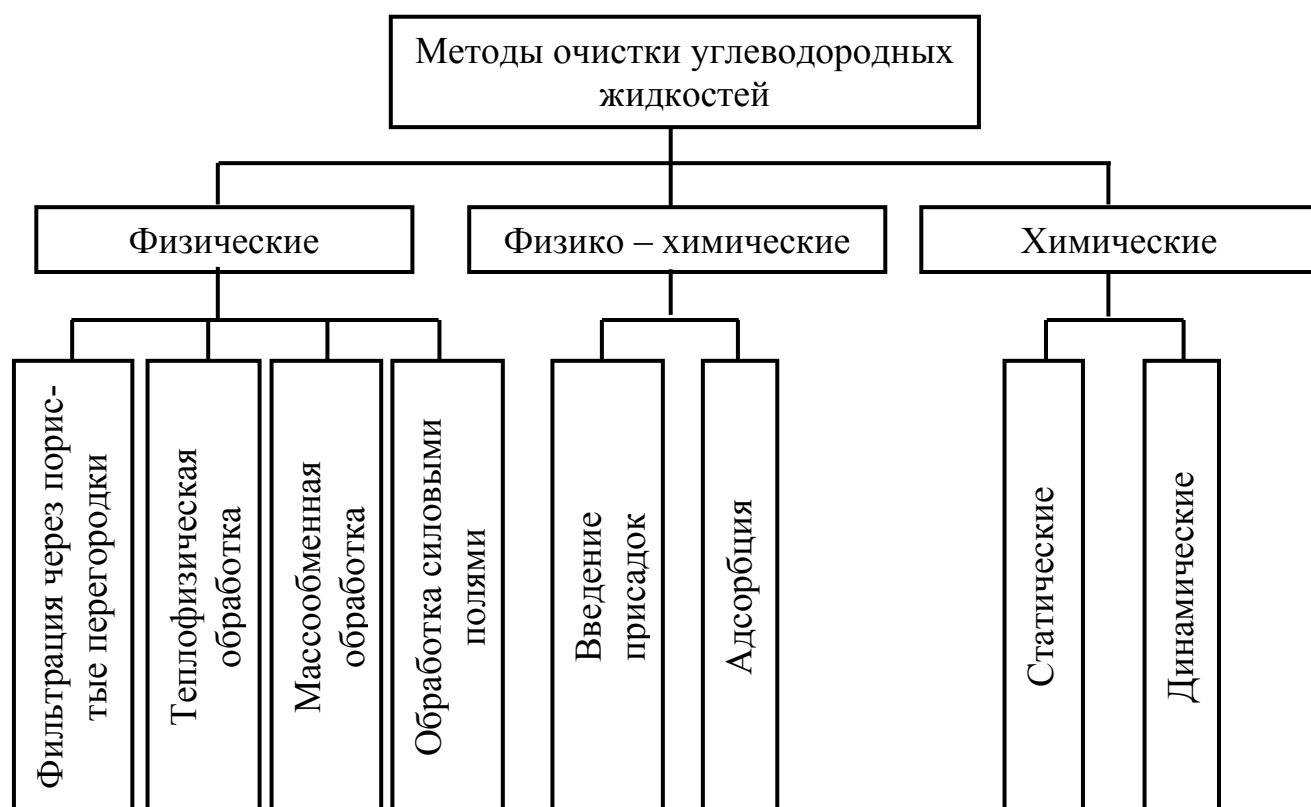 Методы очистки углеводородных
жидкостей
Физические
Физико – химические
Химические
Фильтрация через порис-
тые перегородки
Теплофизическая
обработка
Массообменная
обработка
Обработка силовыми
полями
Введение
присадок
Адсорбция
Статические
Динамические